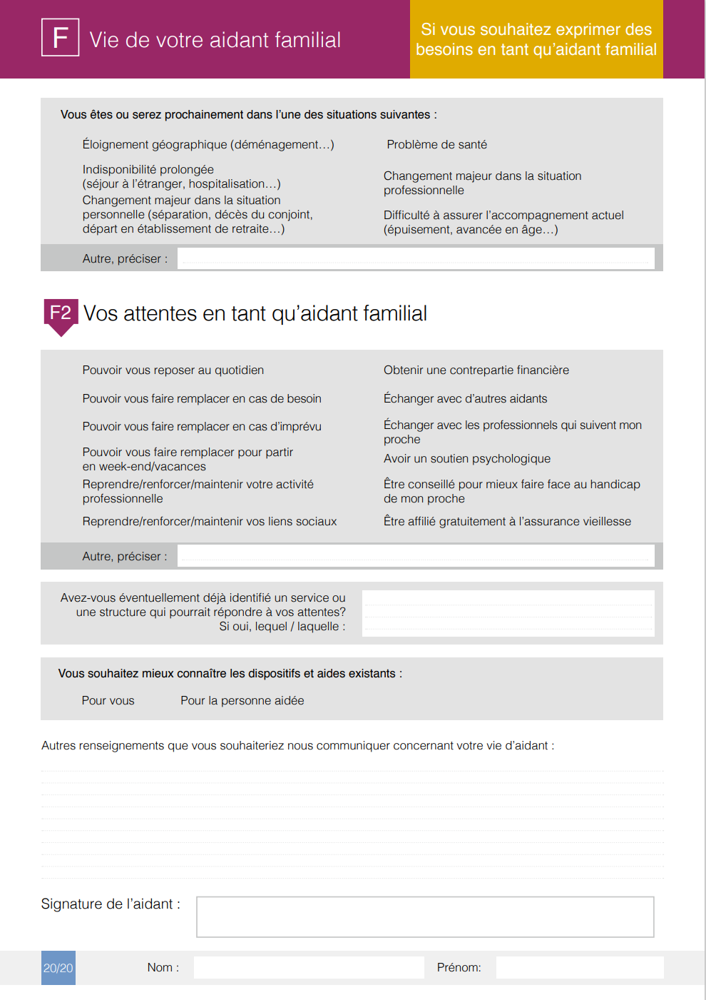 F Vie de votre aidant familial
Si vous souhaitez exprimer des
besoins en tant qu'aidant familial
Vous êtes ou serez prochainement dans l'une des situations suivantes :
Éloignement géographique (déménagement…)
Indisponibilité prolongée
(séjour à l'étranger, hospitalisation…)
Changement majeur dans la situation
personnelle (séparation, décès du conjoint,
départ en établissement de retraite…)
Problème de santé
Changement majeur dans la situation
professionnelle
Difficulté à assurer l'accompagnement actuel
(épuisement, avancée en âge…)
Autre, préciser :
F2 Vos attentes en tant qu'aidant familial
Pouvoir vous reposer au quotidien
Pouvoir vous faire remplacer en cas de besoin
Pouvoir vous faire remplacer en cas d'imprévu
Pouvoir vous faire remplacer pour partir
en week-end/vacances
Reprendre/renforcer/maintenir votre activité
professionnelle
Reprendre/renforcer/maintenir vos liens sociaux
Obtenir une contrepartie financière
Échanger avec d'autres aidants
Échanger avec les professionnels qui suivent mon
proche
Avoir un soutien psychologique
Être conseillé pour mieux faire face au handicap
de mon proche
Être affilié gratuitement à l'assurance vieillesse
Autre, préciser :
Avez-vous éventuellement déjà identifié un service ou
une structure qui pourrait répondre à vos attentes?
Si oui, lequel / laquelle :
Vous souhaitez mieux connaître les dispositifs et aides existants :
Pour vous Pour la personne aidée
Autres renseignements que vous souhaiteriez nous communiquer concernant votre vie d'aidant :
Signature de l'aidant :
20/20 Nom : Prénom: